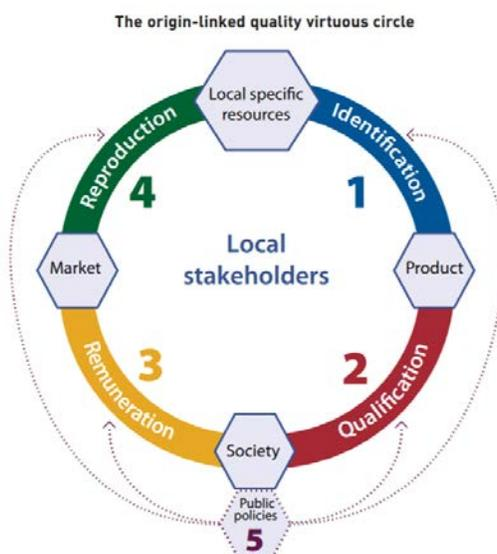 The origin-linked quality virtuous circle
Local specific
resources
Reproduction
Identification
4
1
Local
stakeholders
Market
Product
3
2
Remuneration
Qualification
Society
Public
policies
5